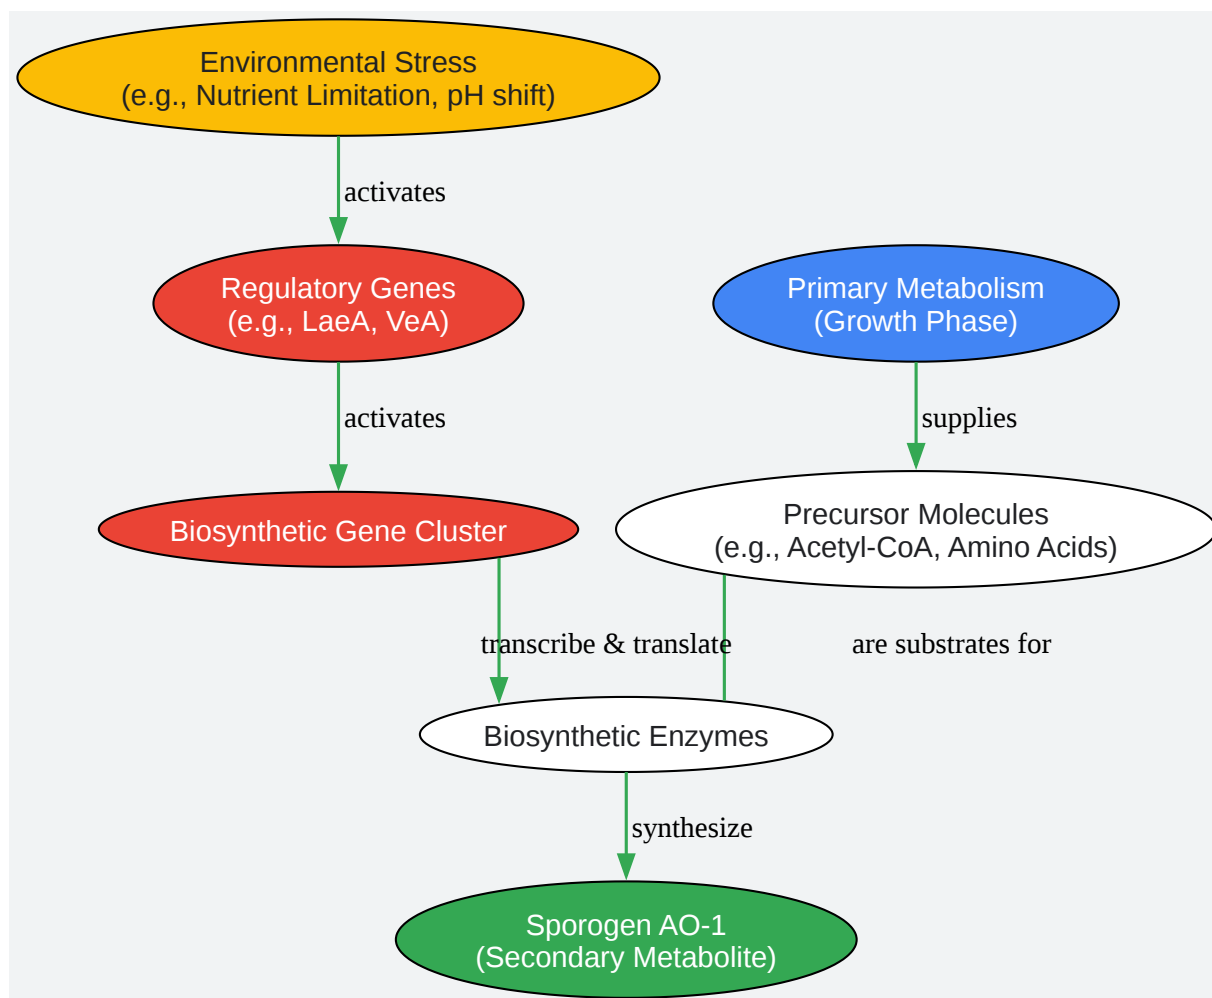 Environmental Stress
(e.g., Nutrient Limitation, pH shift)
activates
Regulatory Genes
(e.g., LaeA, VeA)
Primary Metabolism
(Growth Phase)
activates
supplies
Biosynthetic Gene Cluster
Precursor Molecules
(e.g., Acetyl-CoA, Amino Acids)
transcribe & translate
are substrates for
Biosynthetic Enzymes
synthesize
Sporogen AO-1
(Secondary Metabolite)